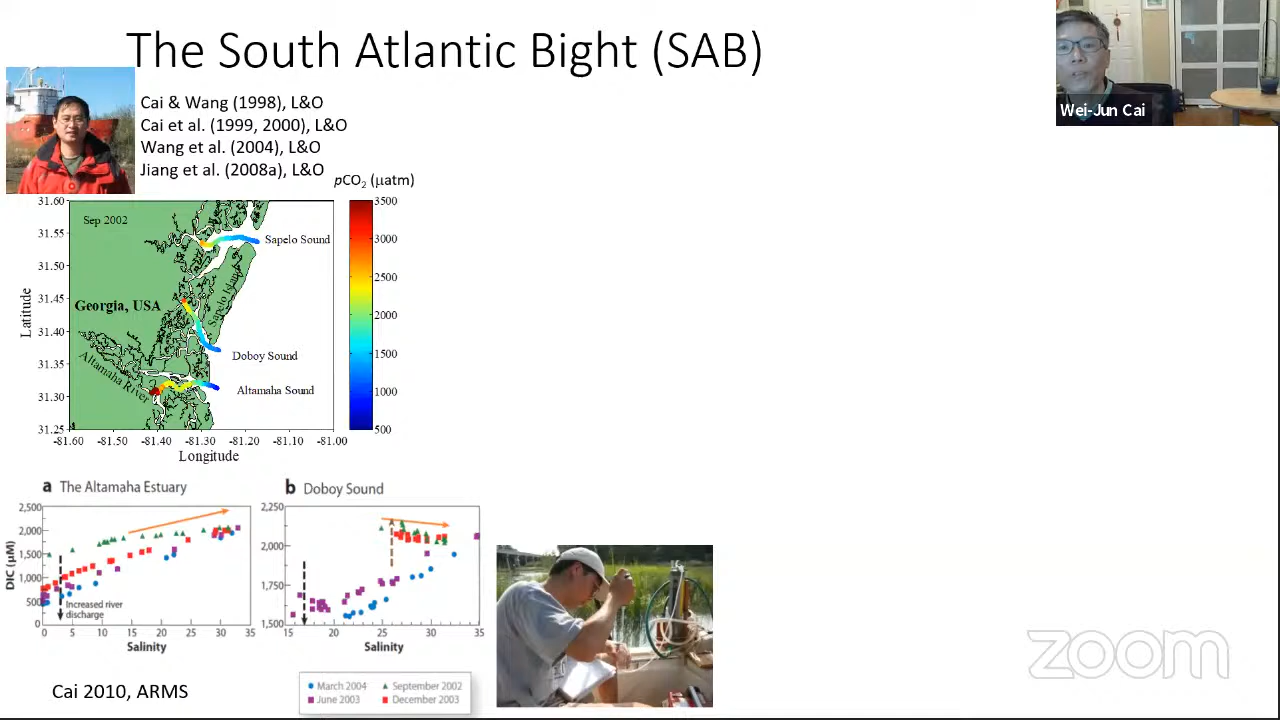 The South Atlantic Bight (SAB)
Wei-Jun Cai
Cai & Wang (1998), L&O
Cai et al. (1999, 2000), L&O
Wang et al. (2004), L&O
Jiang et al. (2008a), L&O
pCO2 (µatm)
31.60
31.55
31.50
31.45
31.40
31.35
31.30
31.25
Latitude
Sep 2002
Sapelo Sound
Sapelo Island
Georgia, USA
Doboy Sound
Altamaha River
Altamaha Sound
-81.60 -81.50 -81.40 -81.30 -81.20 -81.10 -81.00
Longitude
3500
3000
2500
2000
1500
1000
500
a The Altamaha Estuary
2,500
2,000
1,500
1,000
500
0
DIC (µM)
Increased river
discharge
0 5 10 15 20 25 30 35
Salinity
b Doboy Sound
2,250
2,000
1,750
1,500
15 20 25 30 35
Salinity
March 2004 September 2002
June 2003 December 2003
Cai 2010, ARMS
zoom